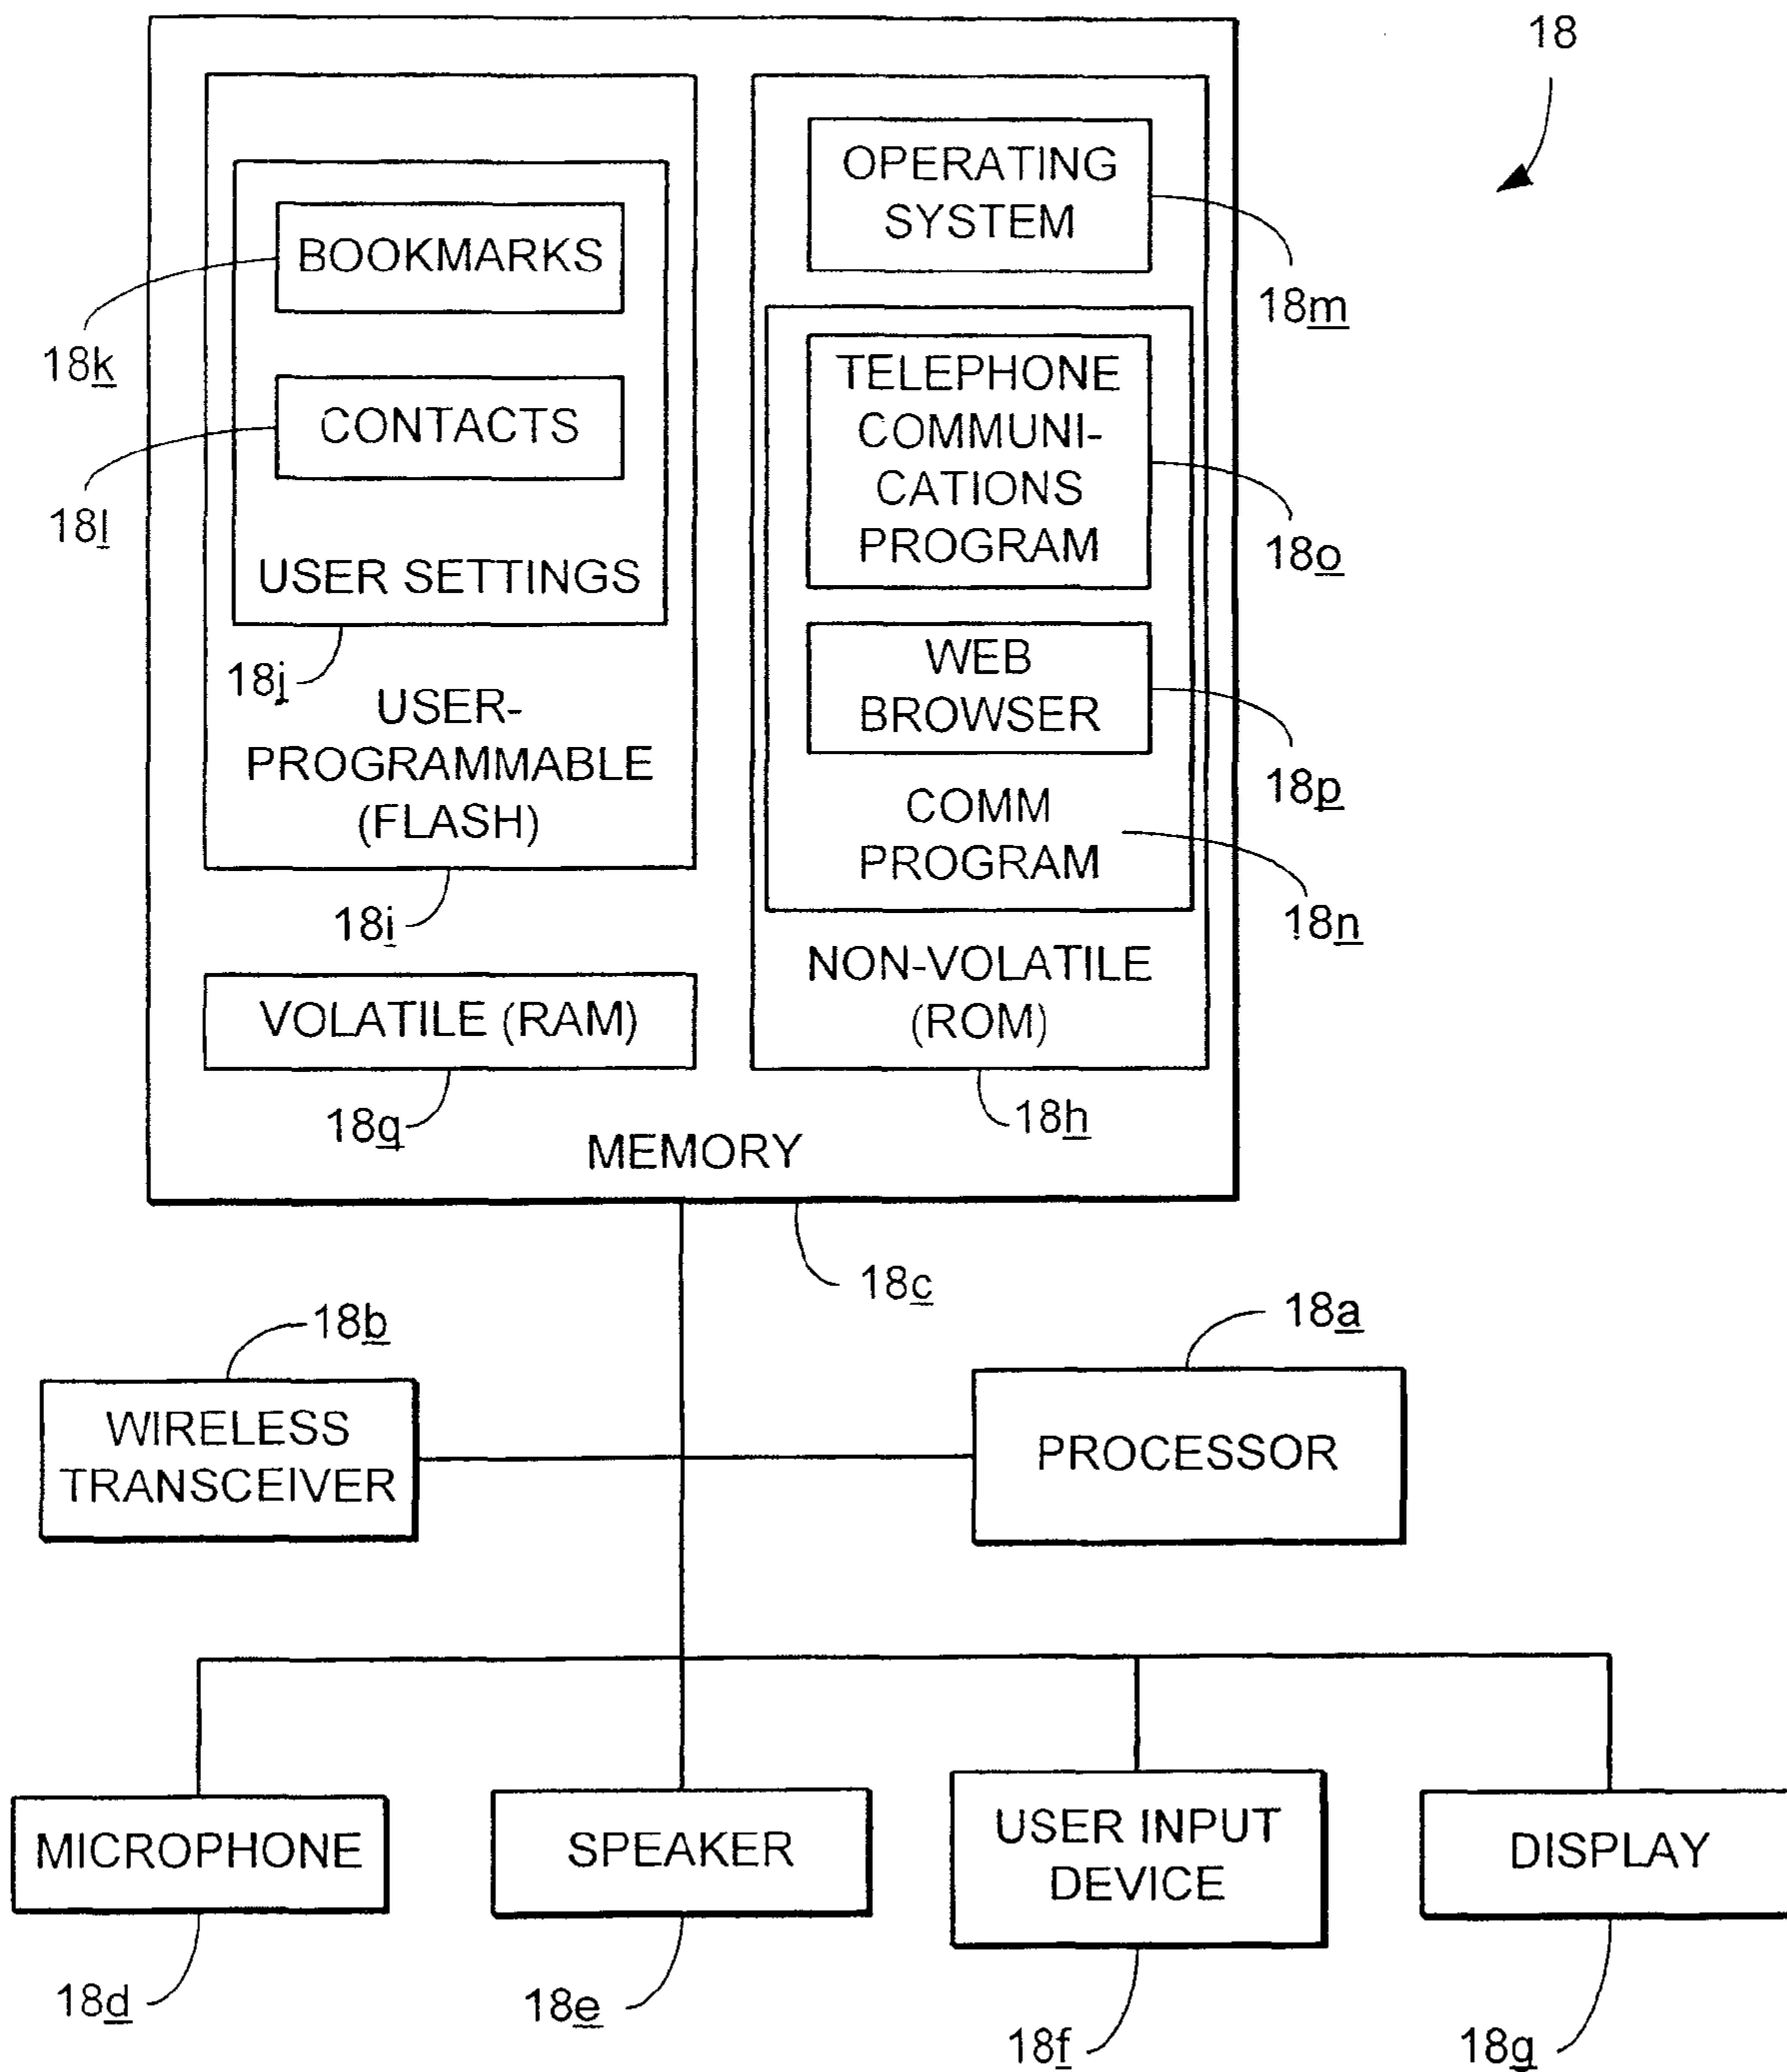 18
BOOKMARKS
18k
CONTACTS
18l
USER SETTINGS
18j
USER-
PROGRAMMABLE
(FLASH)
18i
VOLATILE (RAM)
18q
OPERATING
SYSTEM
18m
TELEPHONE
COMMUNI-
CATIONS
PROGRAM
18o
WEB
BROWSER
18p
COMM
PROGRAM
18n
NON-VOLATILE
(ROM)
18h
MEMORY
18c
18b
WIRELESS
TRANSCEIVER
18a
PROCESSOR
MICROPHONE
18d
SPEAKER
18e
USER INPUT
DEVICE
18f
DISPLAY
18g